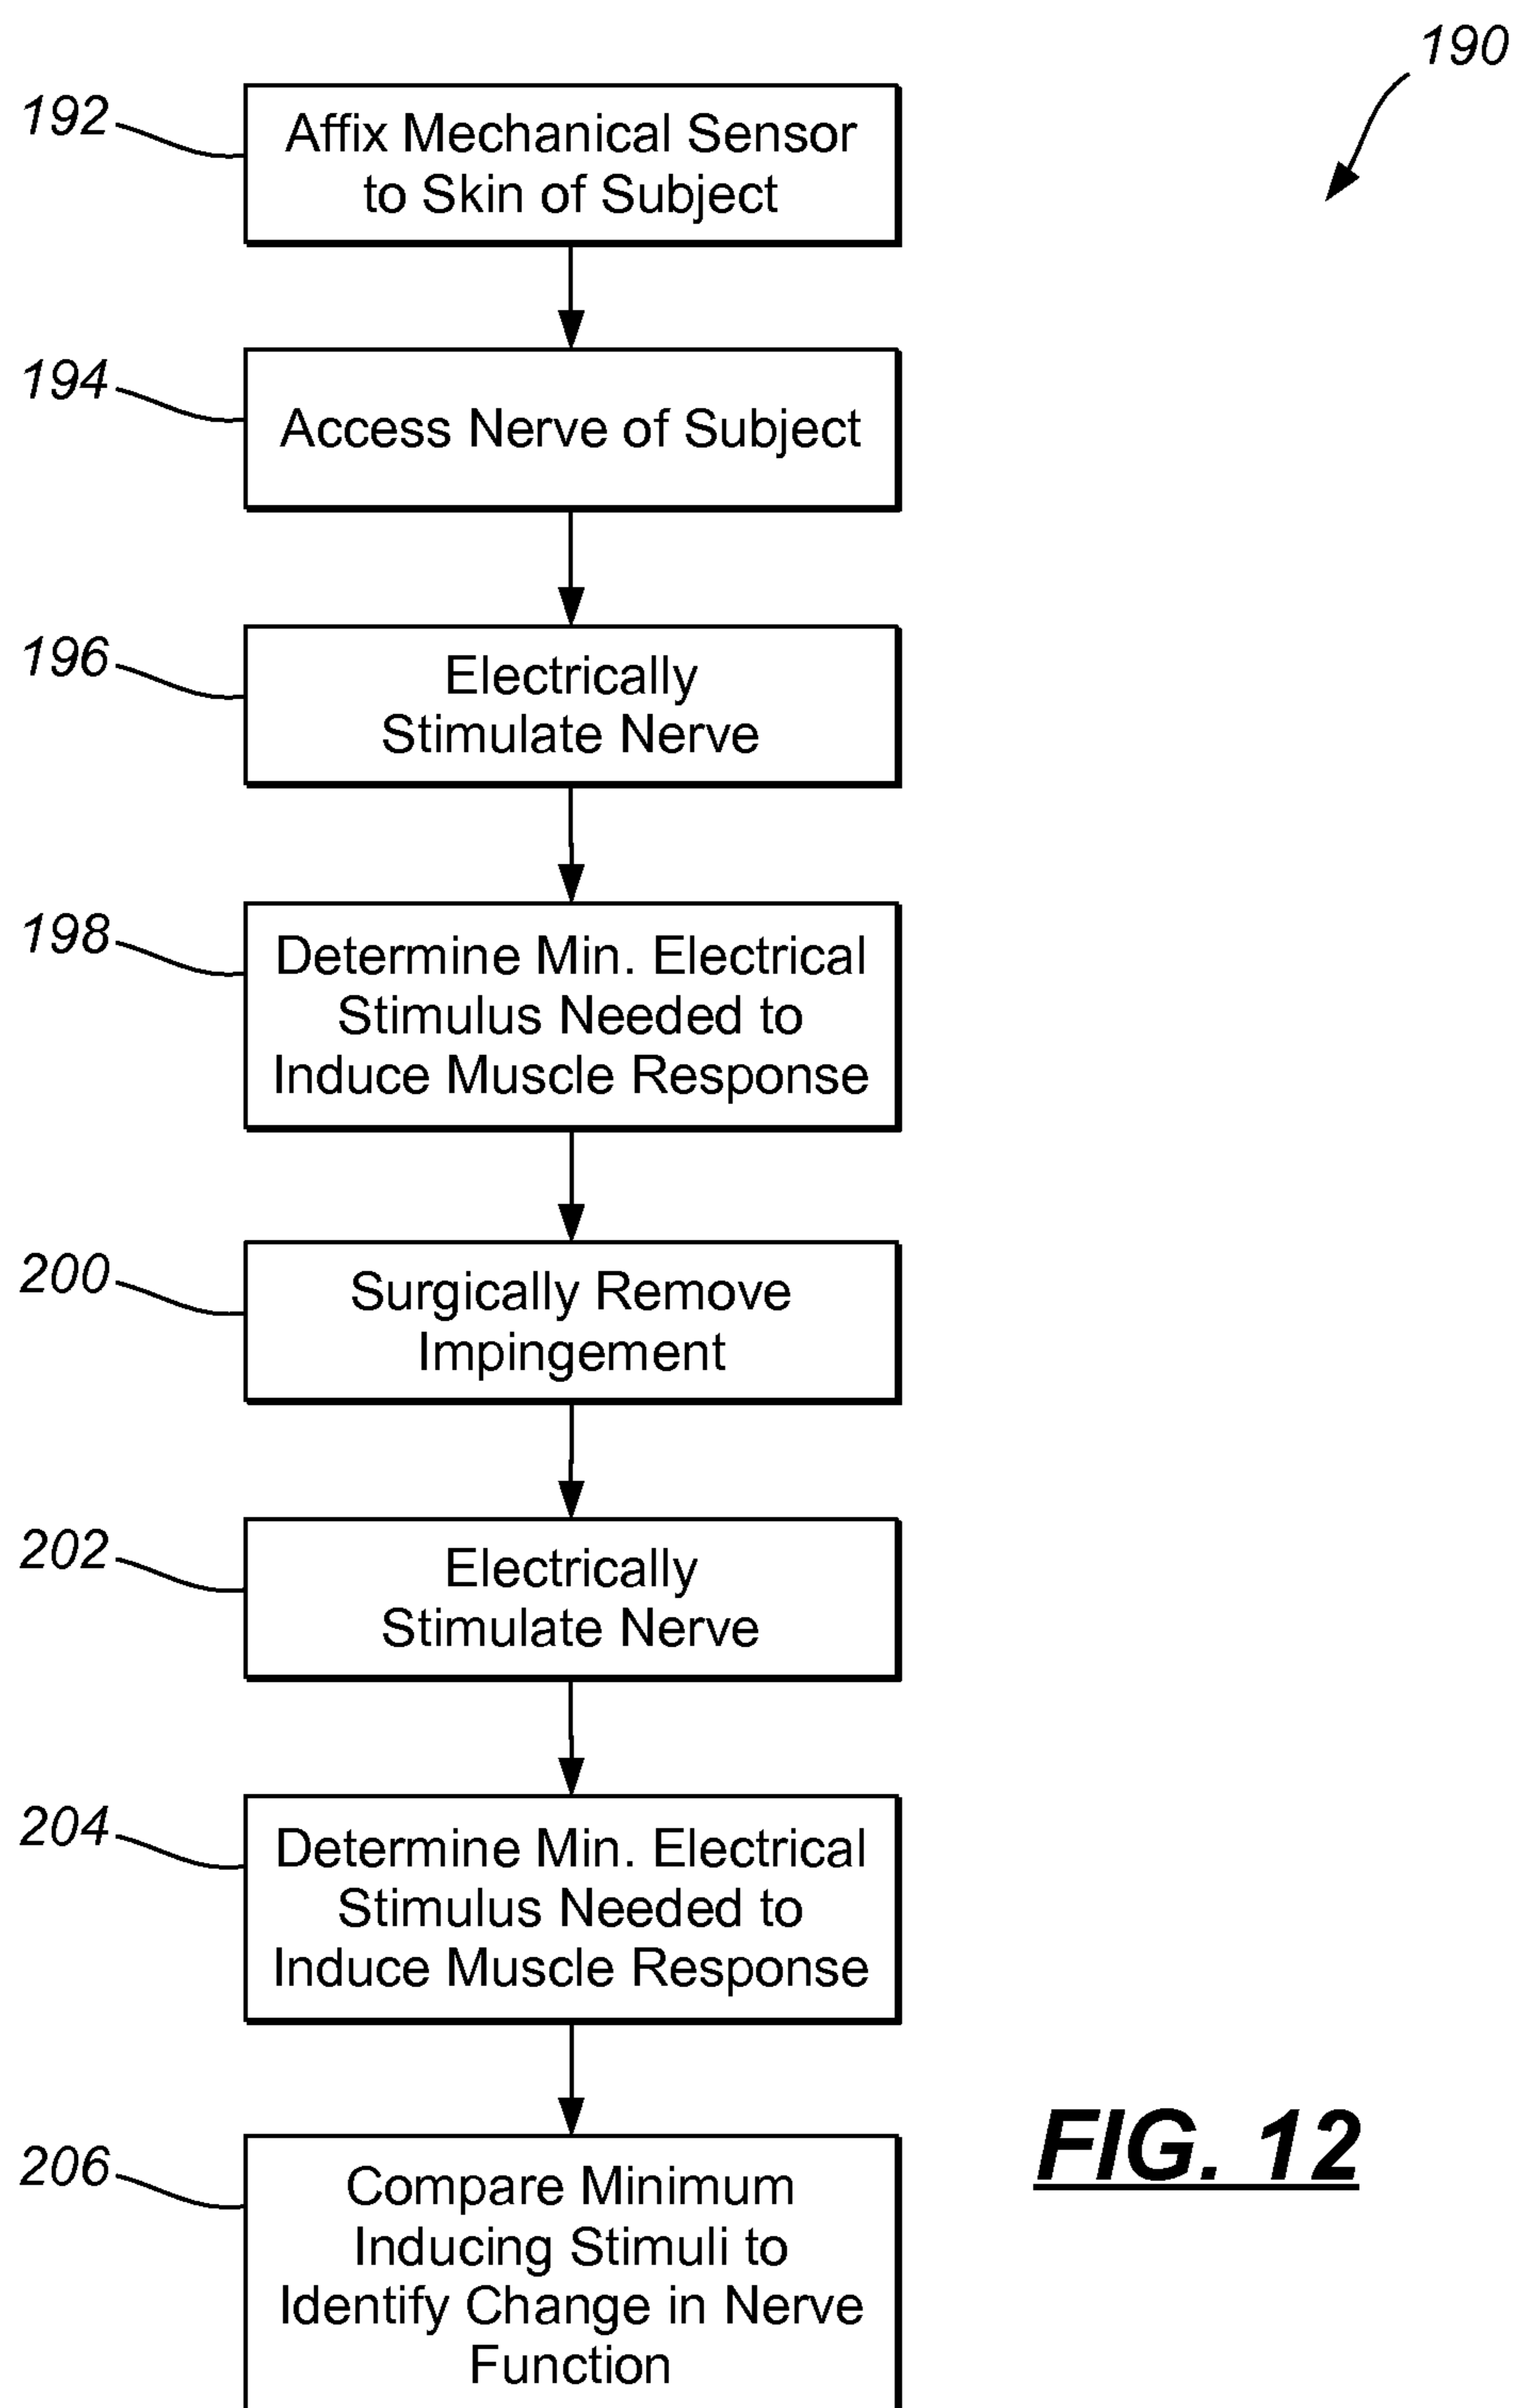 190
192
Affix Mechanical Sensor
to Skin of Subject
194
Access Nerve of Subject
196
Electrically
Stimulate Nerve
198
Determine Min. Electrical
Stimulus Needed to
Induce Muscle Response
200
Surgically Remove
Impingement
202
Electrically
Stimulate Nerve
204
Determine Min. Electrical
Stimulus Needed to
Induce Muscle Response
206
Compare Minimum
Inducing Stimuli to
Identify Change in Nerve
Function
FIG. 12